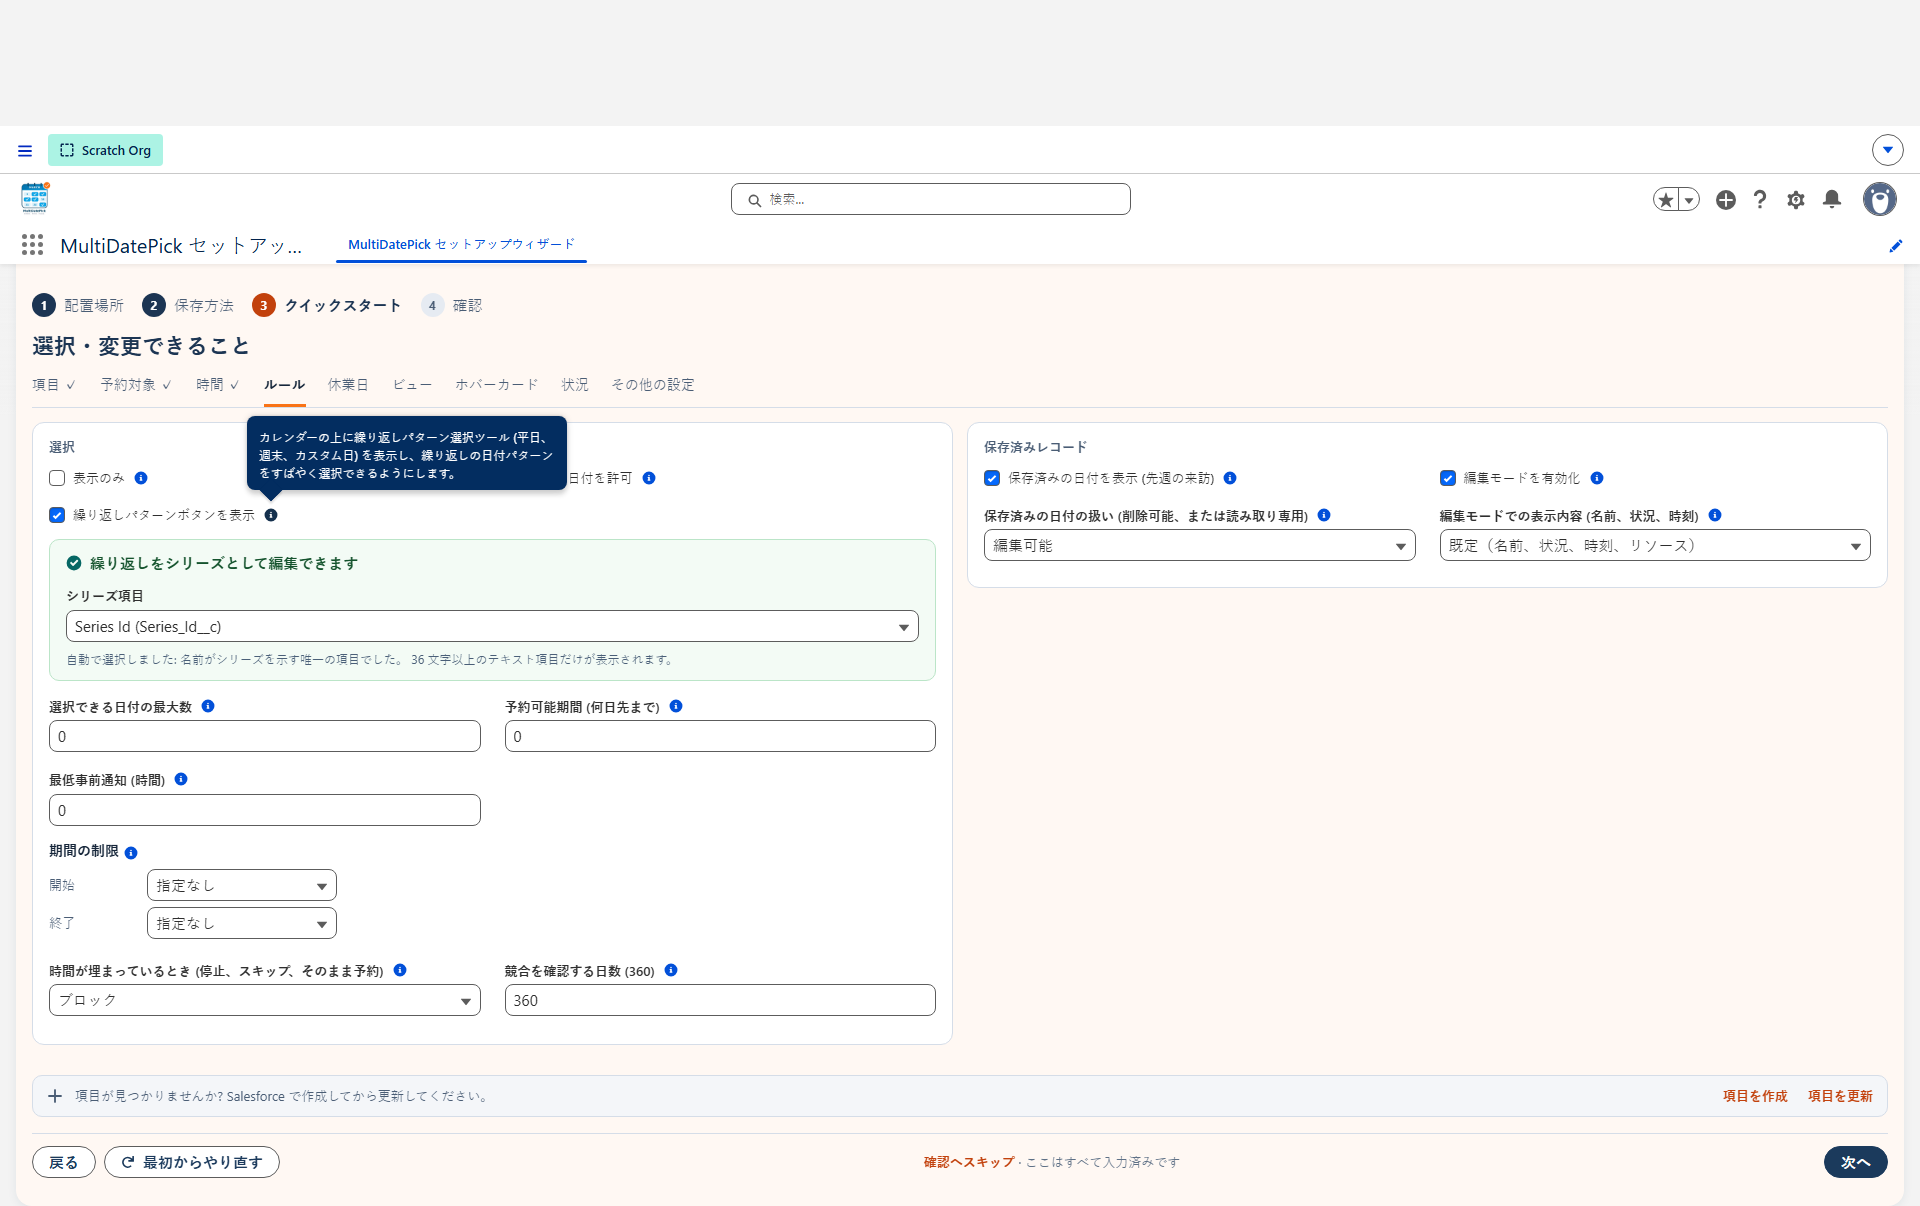 Scratch Org
検索...
MultiDatePick セットアッ...
MultiDatePick セットアップウィザード
1 配置場所 2 保存方法 3 クイックスタート 4 確認
選択・変更できること
項目 ✓ 予約対象 ✓ 時間 ✓ ルール 休業日 ビュー ホバーカード 状況 その他の設定
カレンダーの上に繰り返しパターン選択ツール (平日、
週末、カスタム日) を表示し、繰り返しの日付パターン
をすばやく選択できるようにします。
選択
表示のみ
日付を許可
繰り返しパターンボタンを表示
繰り返しをシリーズとして編集できます
シリーズ項目
Series Id (Series_Id__c)
自動で選択しました: 名前がシリーズを示す唯一の項目でした。 36 文字以上のテキスト項目だけが表示されます。
選択できる日付の最大数
0
予約可能期間 (何日先まで)
0
最低事前通知 (時間)
0
期間の制限
開始
指定なし
終了
指定なし
時間が埋まっているとき (停止、スキップ、そのまま予約)
ブロック
競合を確認する日数 (360)
360
保存済みレコード
保存済みの日付を表示 (先週の来訪)
編集モードを有効化
保存済みの日付の扱い (削除可能、または読み取り専用)
編集可能
編集モードでの表示内容 (名前、状況、時刻)
既定（名前、状況、時刻、リソース）
項目が見つかりませんか? Salesforce で作成してから更新してください。
項目を作成 項目を更新
戻る
最初からやり直す
確認へスキップ · ここはすべて入力済みです
次へ